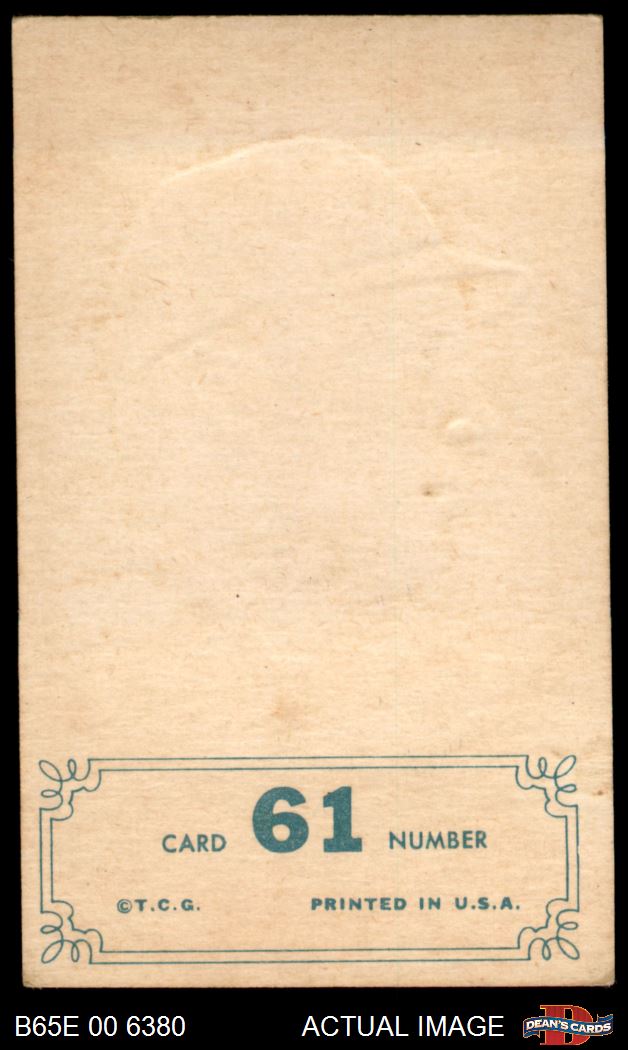 CARD 61 NUMBER
©T.C.G. PRINTED IN U.S.A.
B65E 00 6380 ACTUAL IMAGE DEAN'S CARDS